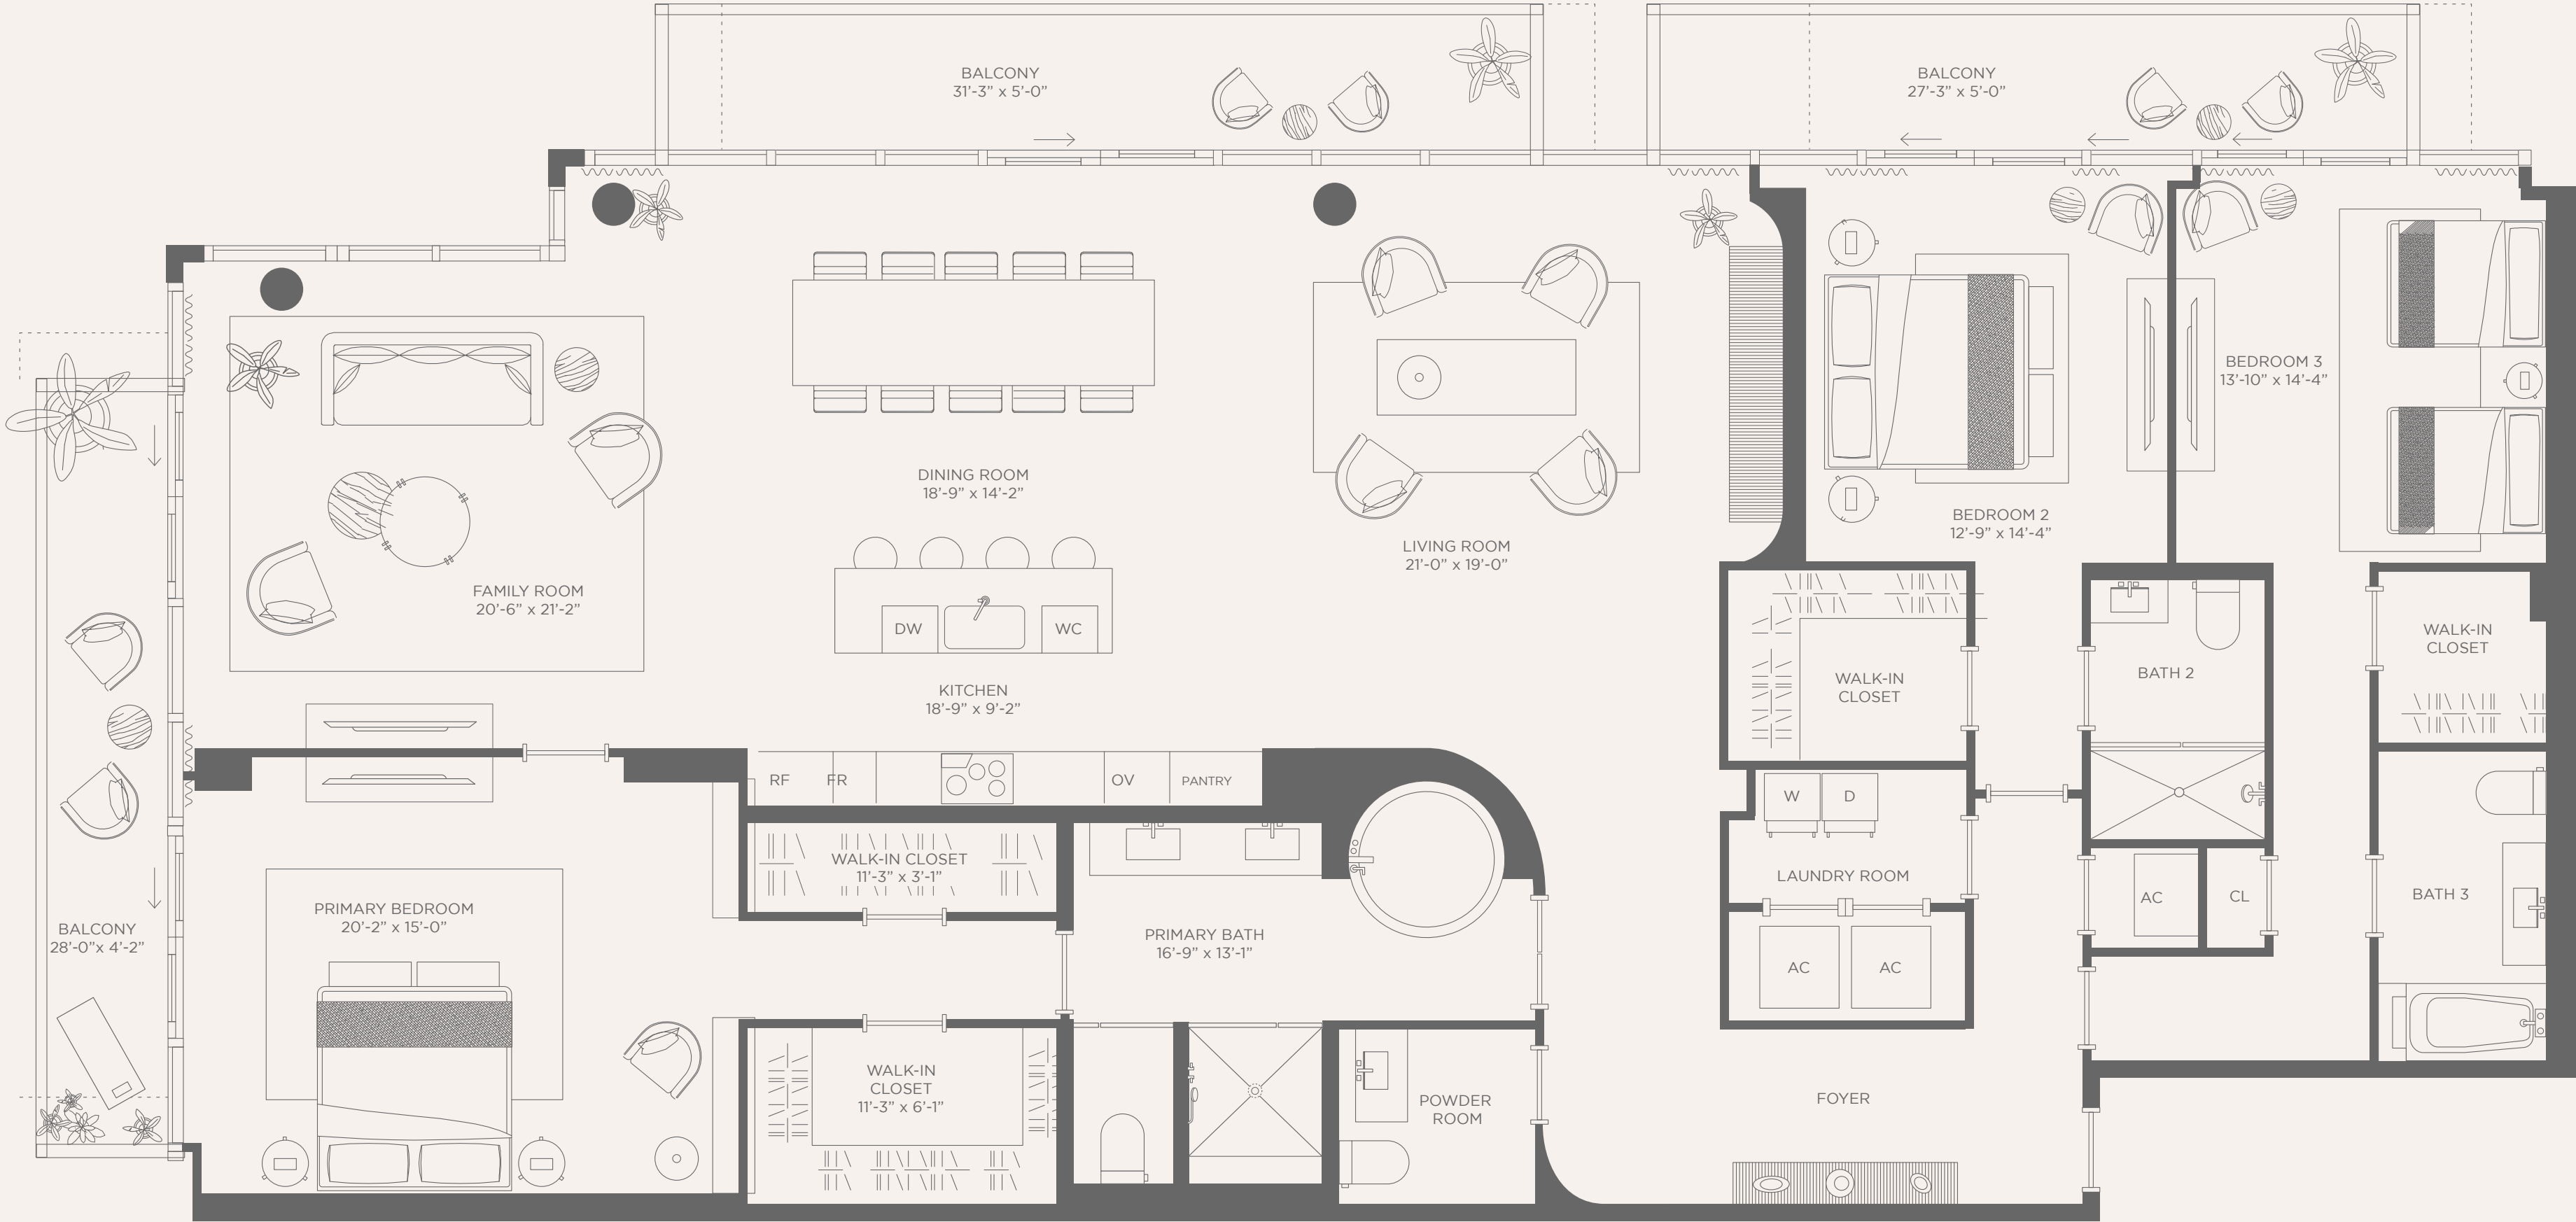 BALCONY
31'-3" x 5'-0"
BALCONY
27'-3" x 5'-0"
BEDROOM 3
13'-10" x 14'-4"
DINING ROOM
18'-9" x 14'-2"
BEDROOM 2
12'-9" x 14'-4"
LIVING ROOM
21'-0" x 19'-0"
FAMILY ROOM
20'-6" x 21'-2"
DW
WC
WALK-IN
CLOSET
BATH 2
WALK-IN
CLOSET
KITCHEN
18'-9" x 9'-2"
RF
FR
OV
PANTRY
W
D
WALK-IN CLOSET
11'-3" x 3'-1"
LAUNDRY ROOM
AC
CL
BATH 3
PRIMARY BEDROOM
20'-2" x 15'-0"
BALCONY
28'-0"x 4'-2"
PRIMARY BATH
16'-9" x 13'-1"
AC
AC
WALK-IN
CLOSET
11'-3" x 6'-1"
POWDER
ROOM
FOYER